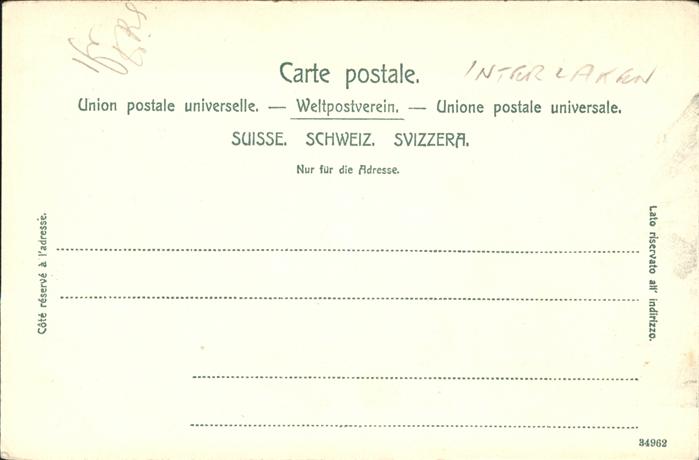 Carte postale.
INTERLAKEN
Union postale universelle. — Weltpostverein. — Unione postale universale.
SUISSE. SCHWEIZ. SVIZZERA.
Nur für die Adresse.
Côté réservé à l'adresse.
Lato riservato all' indirizzo.
34962